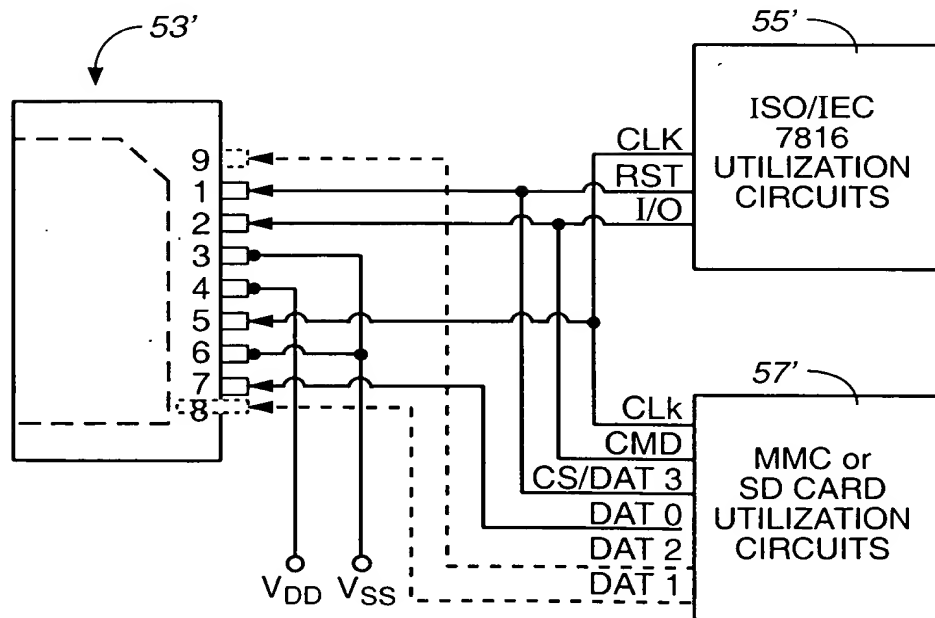 53'
55'
ISO/IEC
7816
UTILIZATION
CIRCUITS
CLK
RST
I/O
9
1
2
3
4
5
6
7
8
VDD
VSS
57'
MMC or
SD CARD
UTILIZATION
CIRCUITS
CLk
CMD
CS/DAT 3
DAT 0
DAT 2
DAT 1